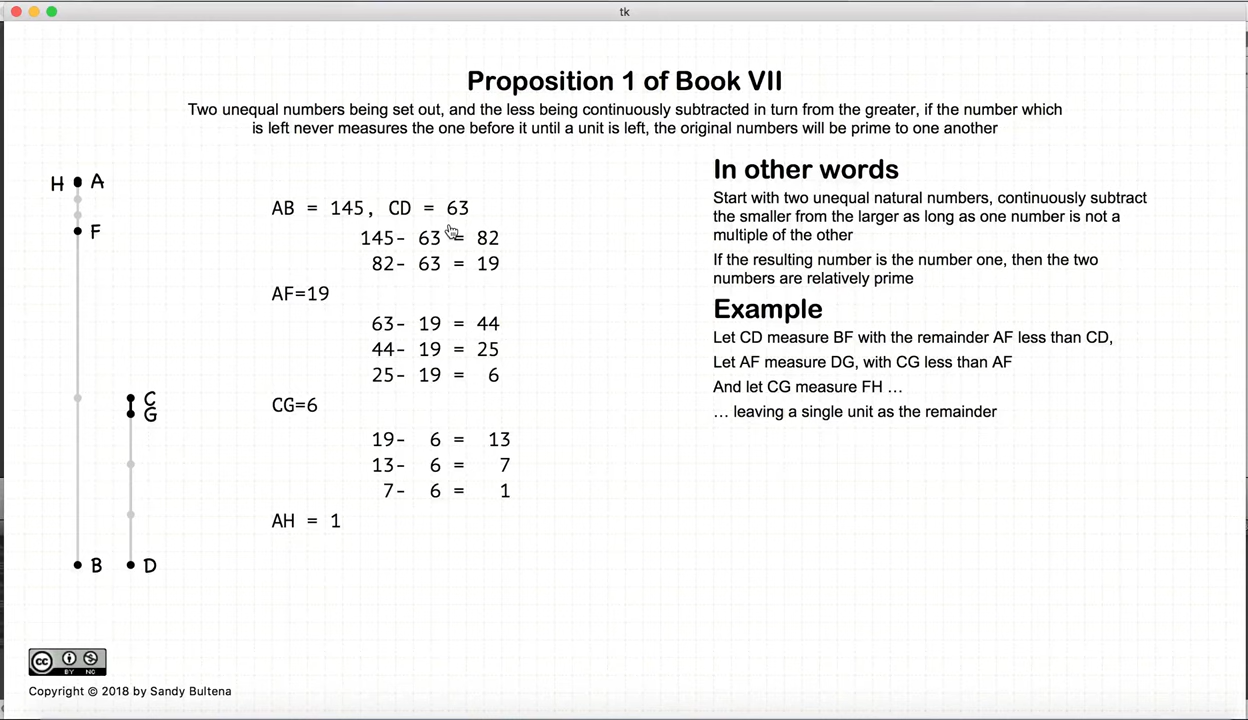 tk
Proposition 1 of Book VII
Two unequal numbers being set out, and the less being continuously subtracted in turn from the greater, if the number which
is left never measures the one before it until a unit is left, the original numbers will be prime to one another
H A
F
C
G
B D
AB = 145, CD = 63
145- 63 = 82
82- 63 = 19
AF=19
63- 19 = 44
44- 19 = 25
25- 19 = 6
CG=6
19- 6 = 13
13- 6 = 7
7- 6 = 1
AH = 1
In other words
Start with two unequal natural numbers, continuously subtract
the smaller from the larger as long as one number is not a
multiple of the other
If the resulting number is the number one, then the two
numbers are relatively prime
Example
Let CD measure BF with the remainder AF less than CD,
Let AF measure DG, with CG less than AF
And let CG measure FH …
… leaving a single unit as the remainder
cc
BY NC
Copyright © 2018 by Sandy Bultena